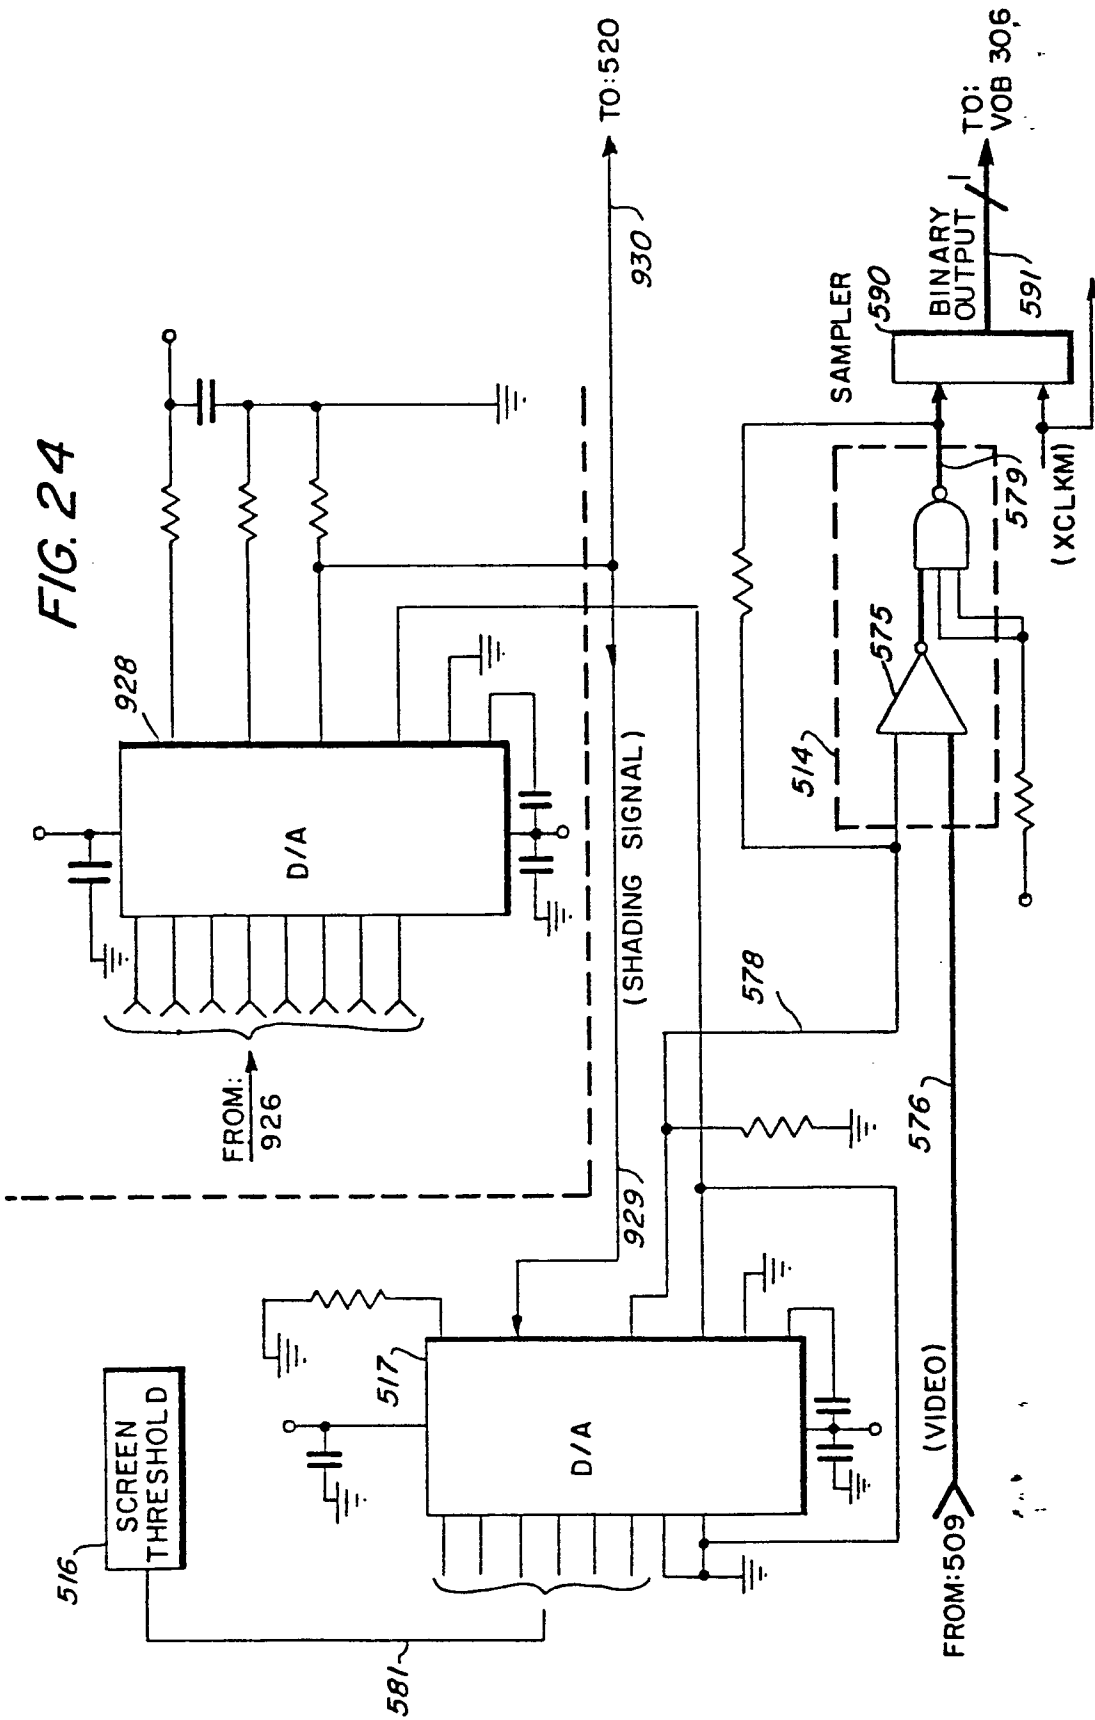 FIG. 24
928
D/A
FROM:
926
TO:520
930
(SHADING SIGNAL)
929
516
SCREEN
THRESHOLD
581
517
D/A
578
SAMPLER
590
BINARY
OUTPUT
1
591
TO:
VOB 306
514
575
579
(XCLKM)
576
(VIDEO)
FROM:509